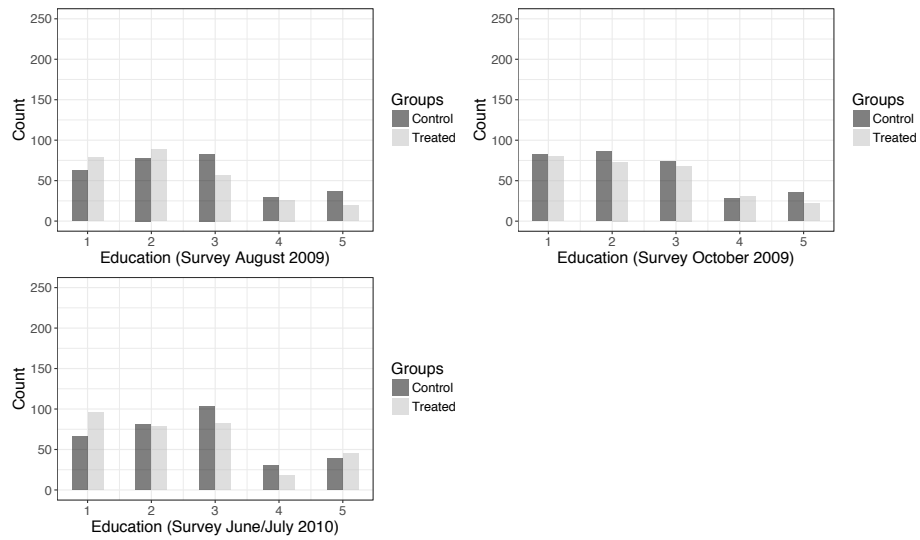 250
200
150
100
50
0
Count
1 2 3 4 5
Education (Survey August 2009)
Groups
Control
Treated
250
200
150
100
50
0
Count
1 2 3 4 5
Education (Survey October 2009)
Groups
Control
Treated
250
200
150
100
50
0
Count
1 2 3 4 5
Education (Survey June/July 2010)
Groups
Control
Treated